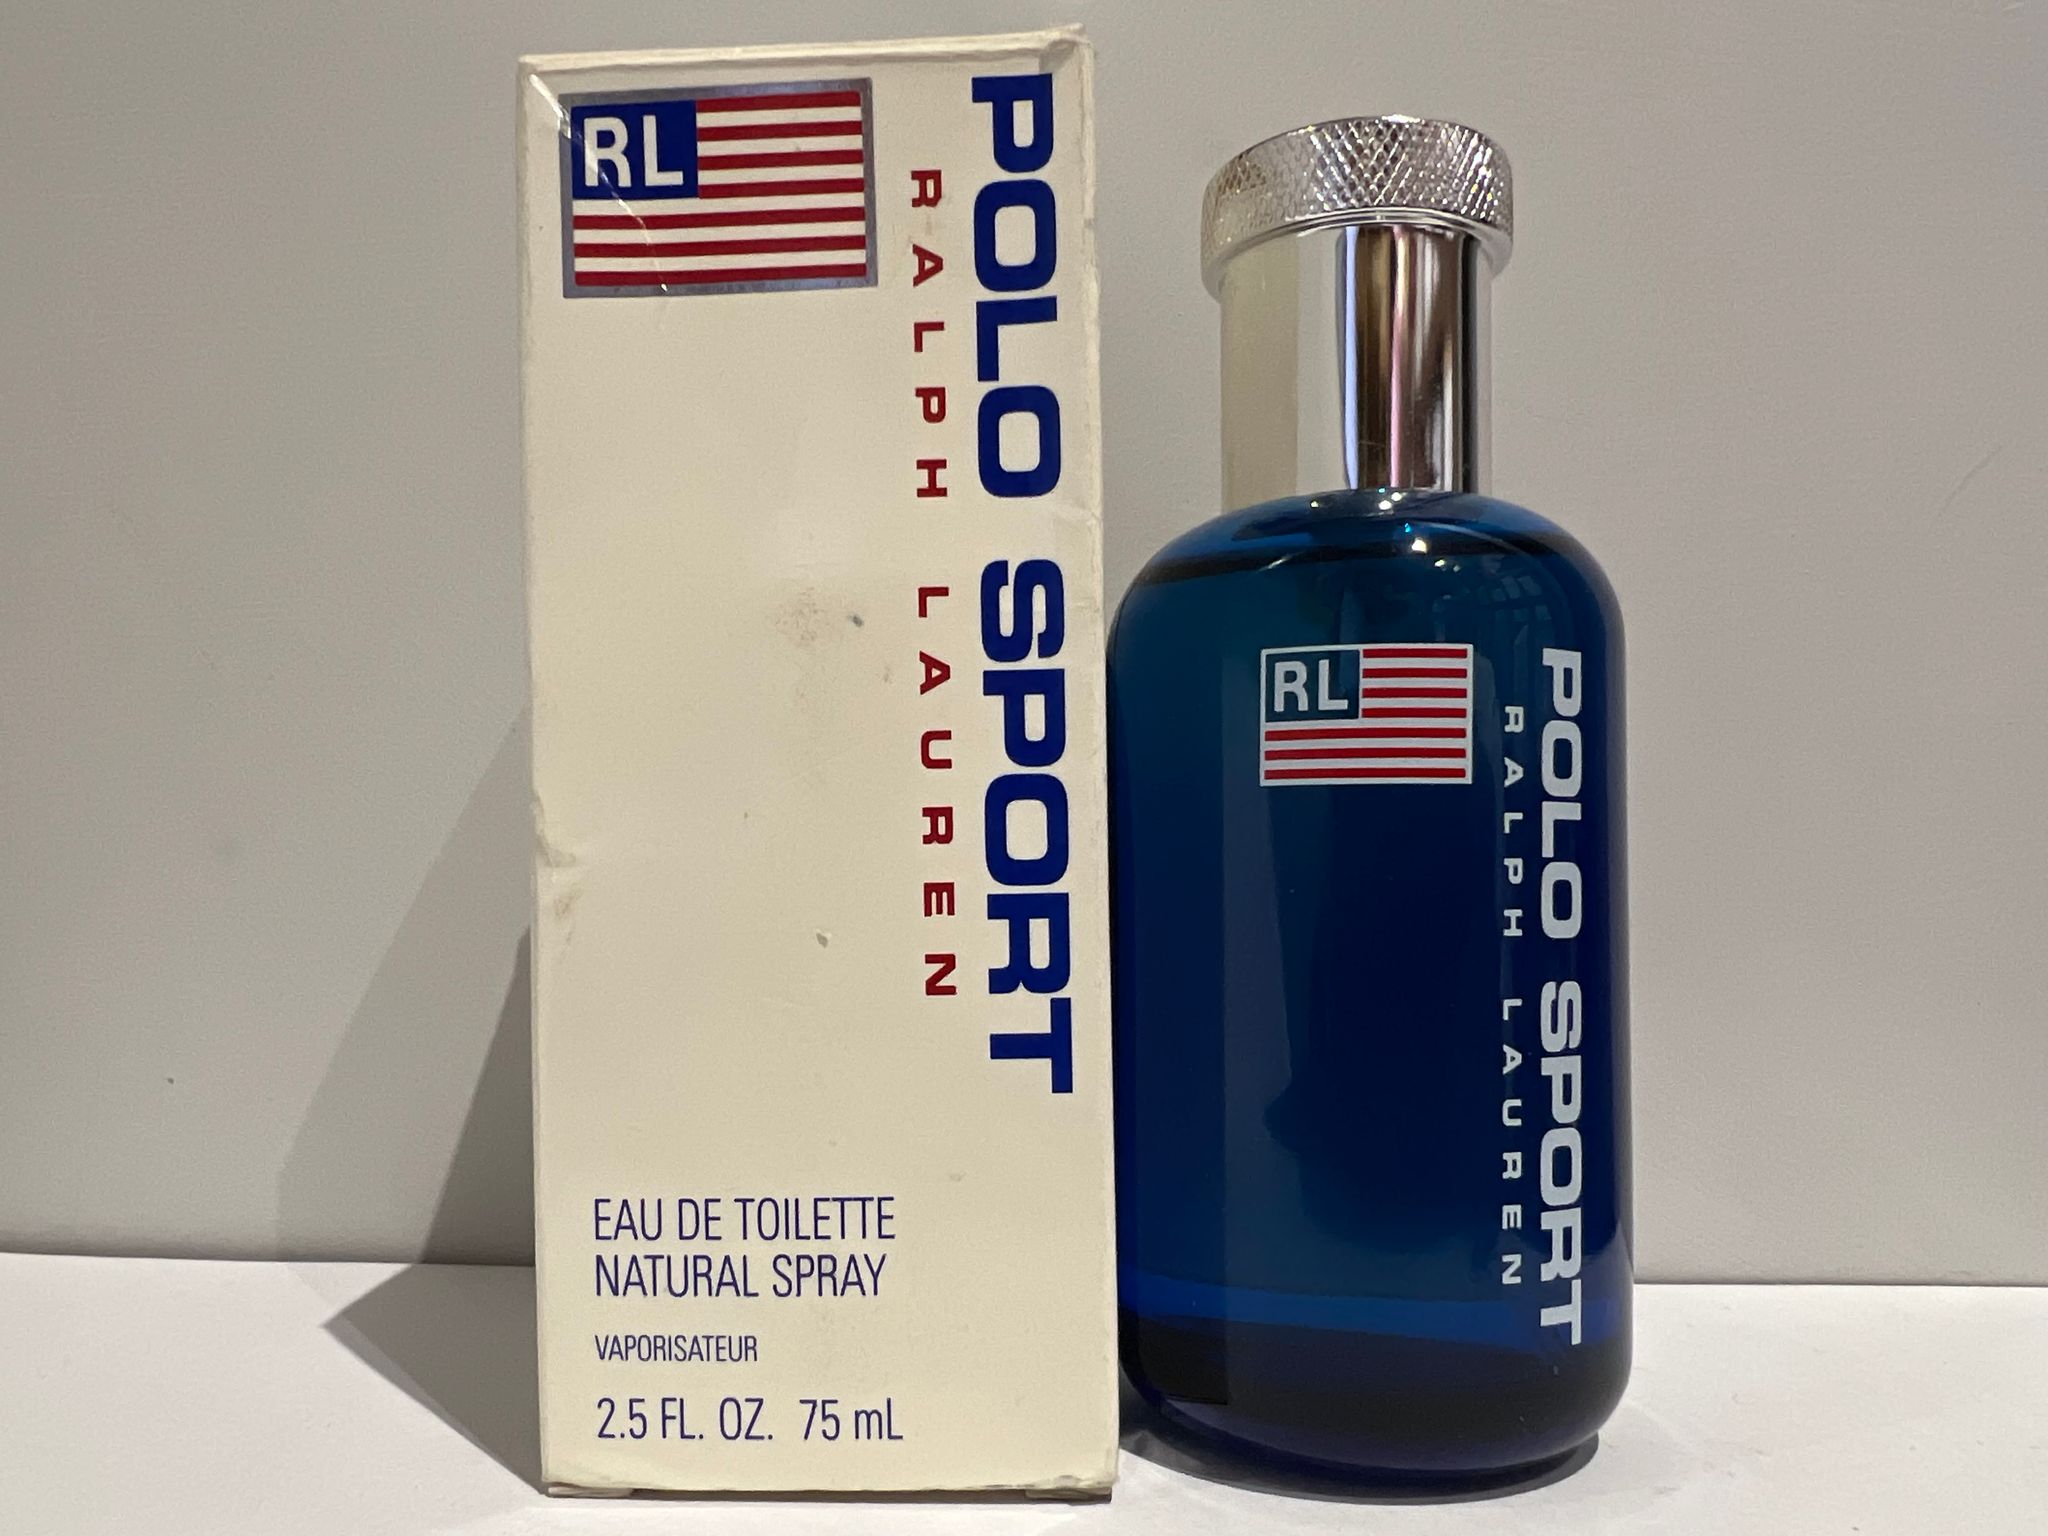 RL
POLO SPORT
RALPH LAUREN
EAU DE TOILETTE
NATURAL SPRAY
VAPORISATEUR
2.5 FL. OZ. 75 mL
RL
POLO SPORT
RALPH LAUREN